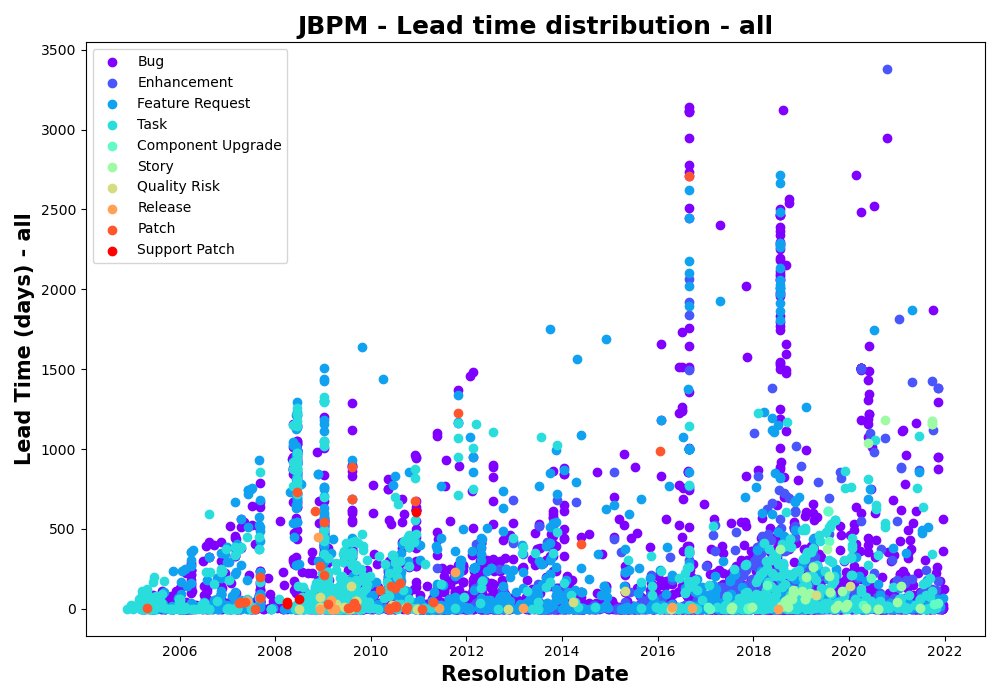 JBPM - Lead time distribution - all
Lead Time (days) - all
3500
3000
2500
2000
1500
1000
500
0
Bug
Enhancement
Feature Request
Task
Component Upgrade
Story
Quality Risk
Release
Patch
Support Patch
2006
2008
2010
2012
2014
2016
2018
2020
2022
Resolution Date